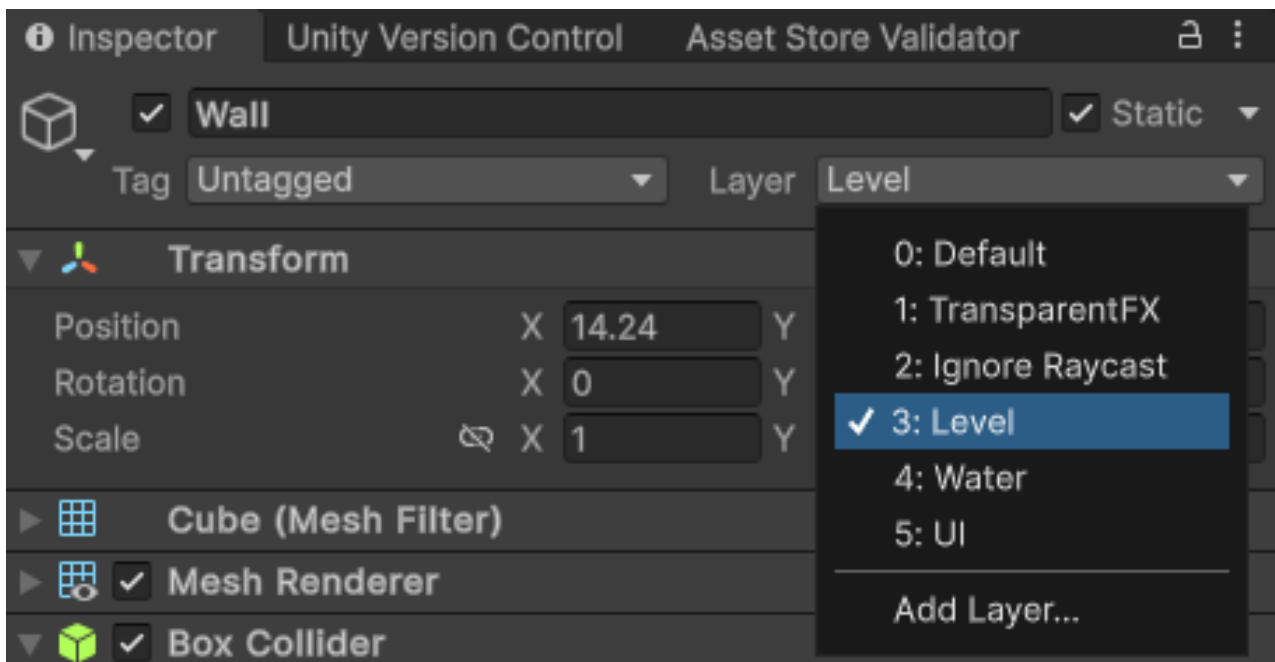 Inspector Unity Version Control Asset Store Validator
Wall Static
Tag Untagged Layer Level
Transform
Position X 14.24 Y
Rotation X 0 Y
Scale X 1 Y
Cube (Mesh Filter)
Mesh Renderer
Box Collider
0: Default
1: TransparentFX
2: Ignore Raycast
3: Level
4: Water
5: UI
Add Layer...